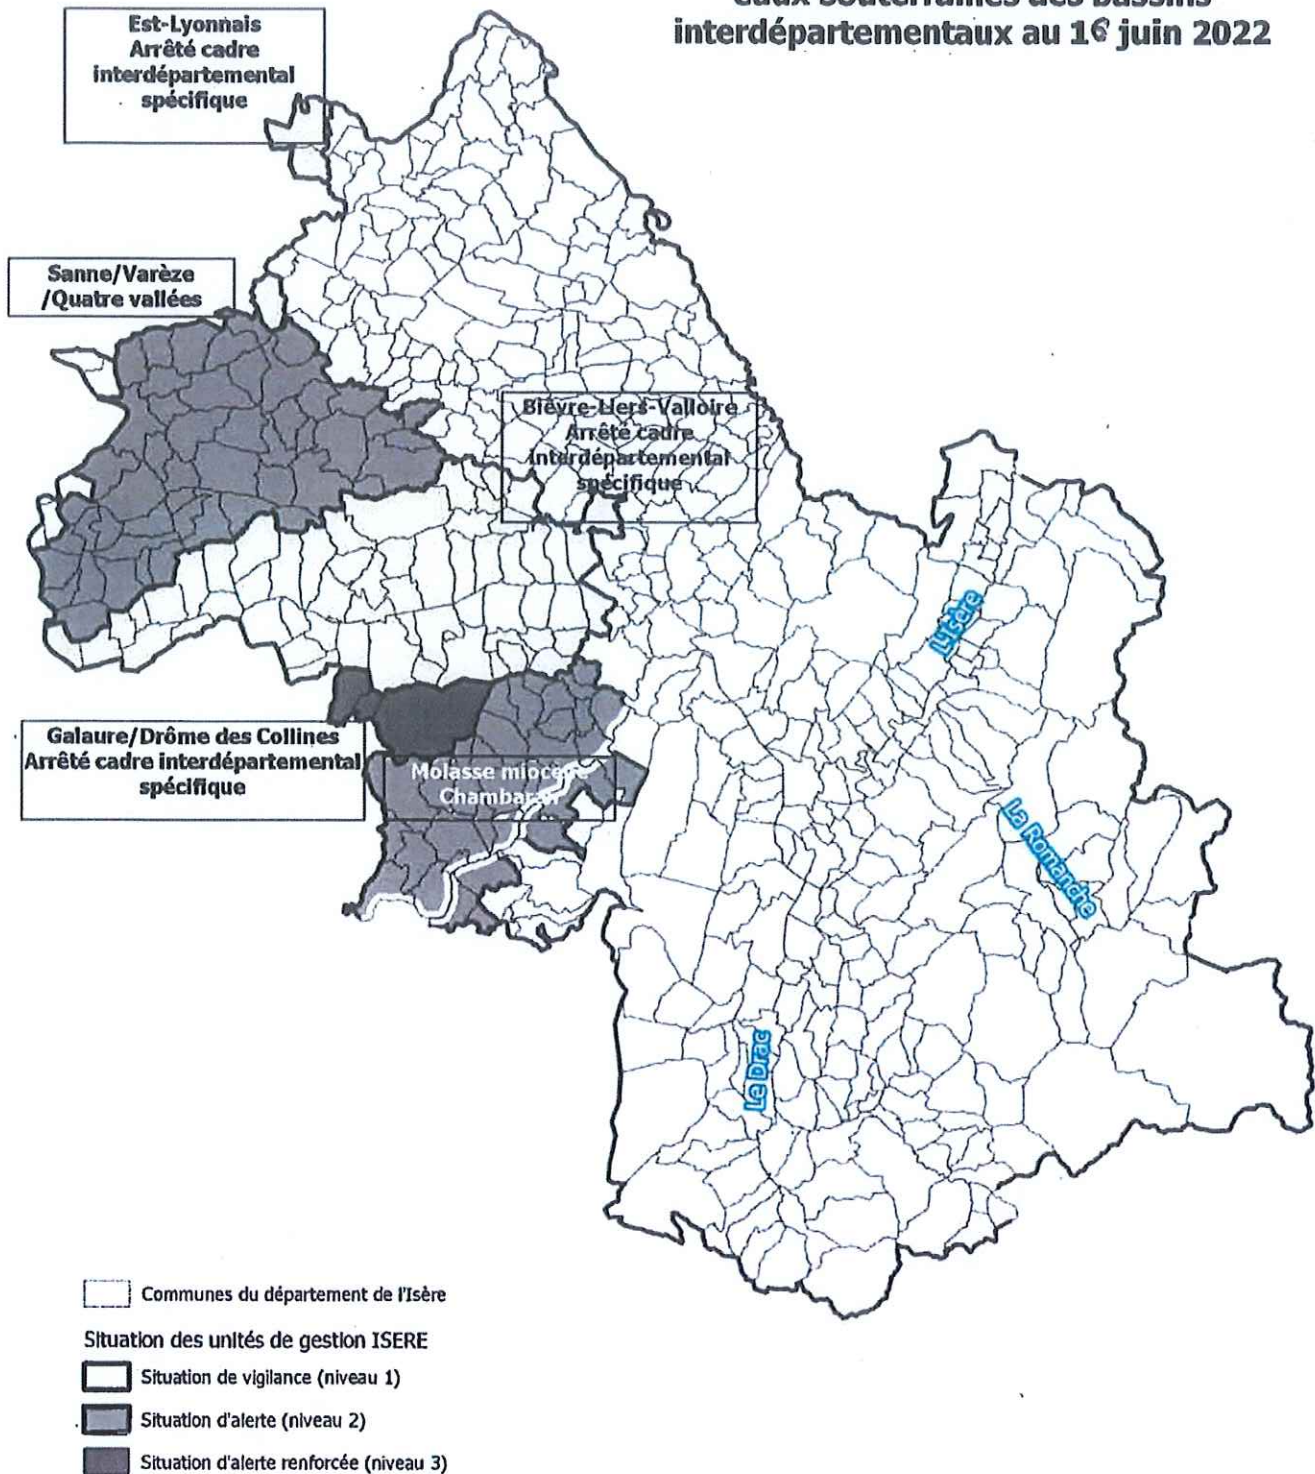 eaux souterraines des bassins
interdépartementaux au 16 juin 2022
Est-Lyonnais
Arrêté cadre
interdépartemental
spécifique
Sanne/Varèze
/Quatre vallées
Bièvre-Liers-Valloire
Arrêté cadre
interdépartemental
spécifique
L'Isère
Galaure/Drôme des Collines
Arrêté cadre interdépartemental
spécifique
Molasse miocène
Chambaran
La Romanche
Le Drac
Communes du département de l'Isère
Situation des unités de gestion ISERE
Situation de vigilance (niveau 1)
Situation d'alerte (niveau 2)
Situation d'alerte renforcée (niveau 3)